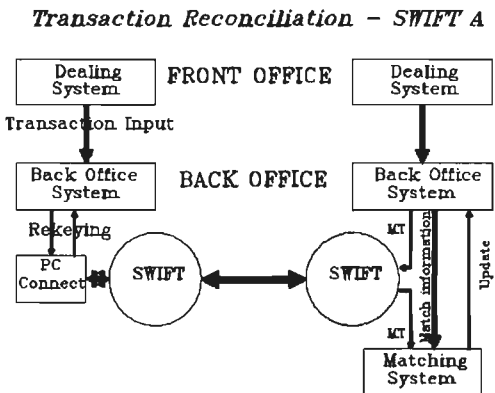 Transaction Reconciliation - SWIFT A
Dealing
System
FRONT OFFICE
Dealing
System
Transaction Input
Back Office
System
BACK OFFICE
Back Office
System
Rekeying
PC
Connect
SWIFT
SWIFT
MT
Match information
Update
MT
Matching
System